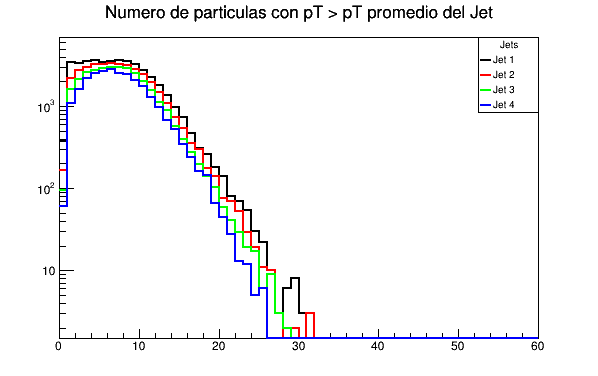 Numero de particulas con pT > pT promedio del Jet
Jets
Jet 1
Jet 2
Jet 3
Jet 4
10³
10²
10
0 10 20 30 40 50 60